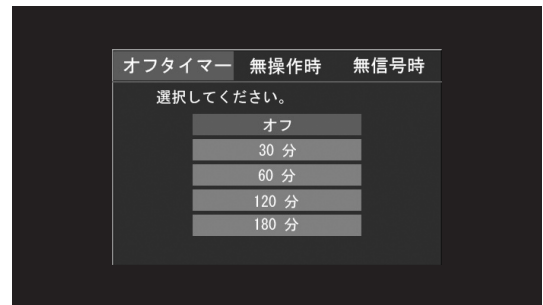 オフタイマー 無操作時 無信号時
選択してください。
オフ
30 分
60 分
120 分
180 分